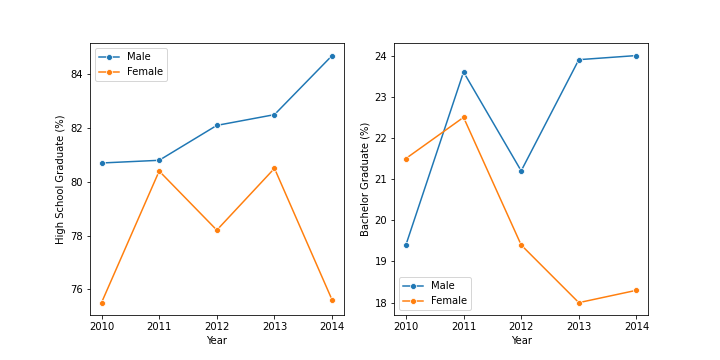 High School Graduate (%)
84
82
80
78
76
Male
Female
2010 2011 2012 2013 2014
Year
Bachelor Graduate (%)
24
23
22
21
20
19
18
Male
Female
2010 2011 2012 2013 2014
Year